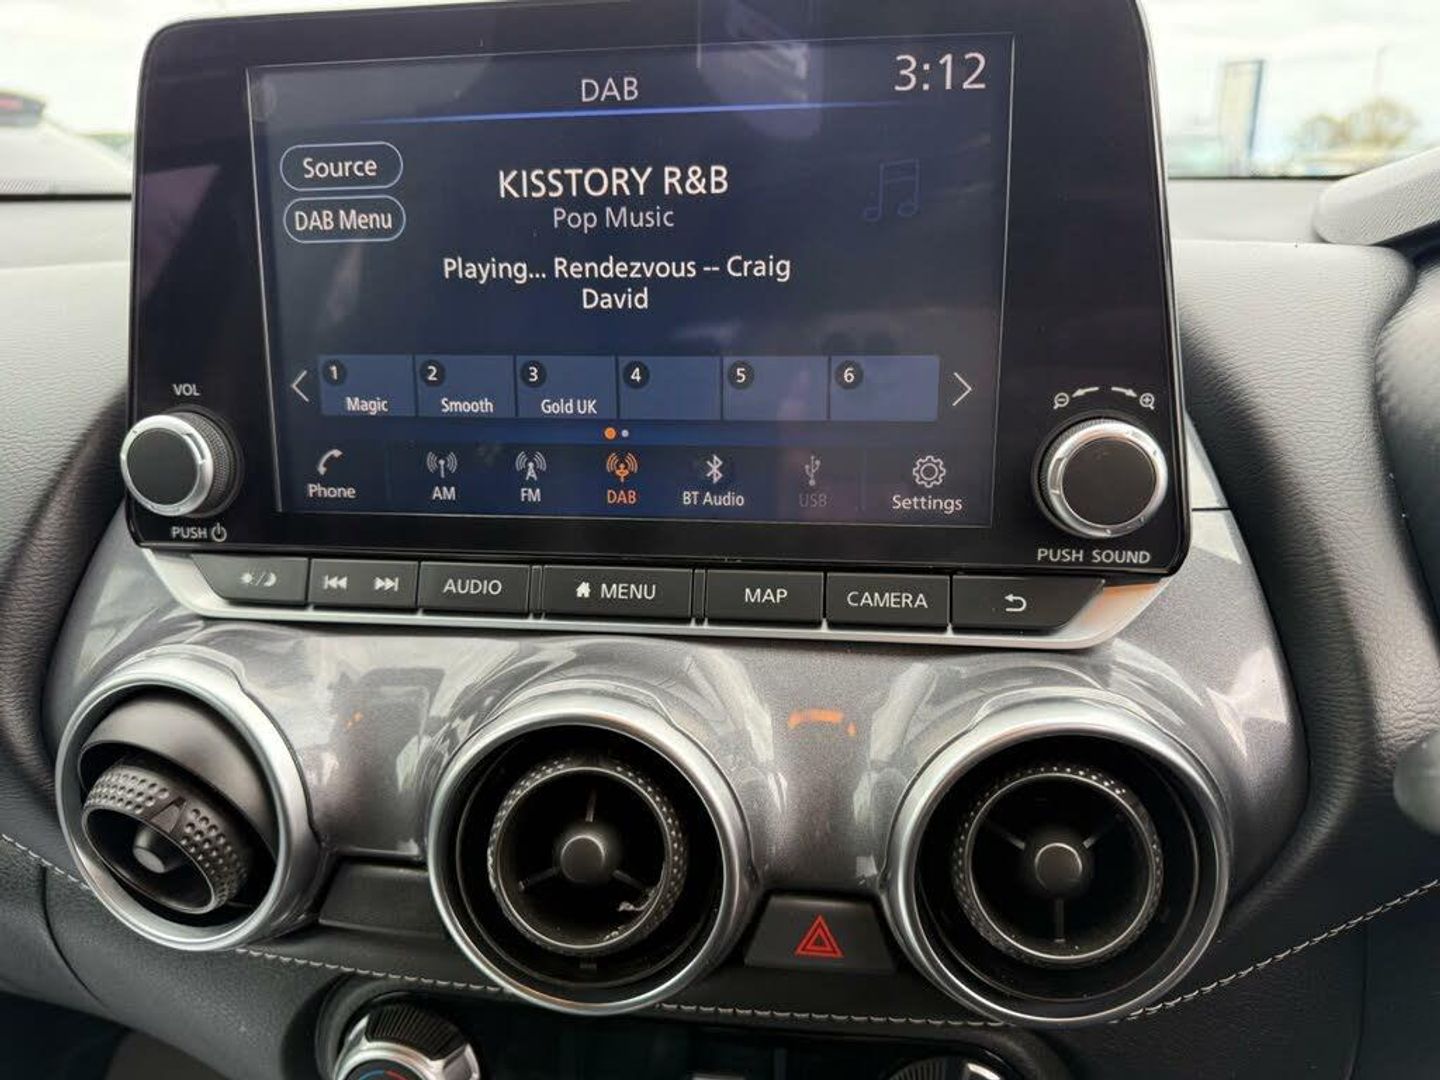 DAB
3:12
Source
DAB Menu
KISSTORY R&B
Pop Music
Playing... Rendezvous -- Craig
David
1 Magic
2 Smooth
3 Gold UK
4
5
6
Phone
AM
FM
DAB
BT Audio
USB
Settings
VOL
PUSH
PUSH SOUND
AUDIO
MENU
MAP
CAMERA